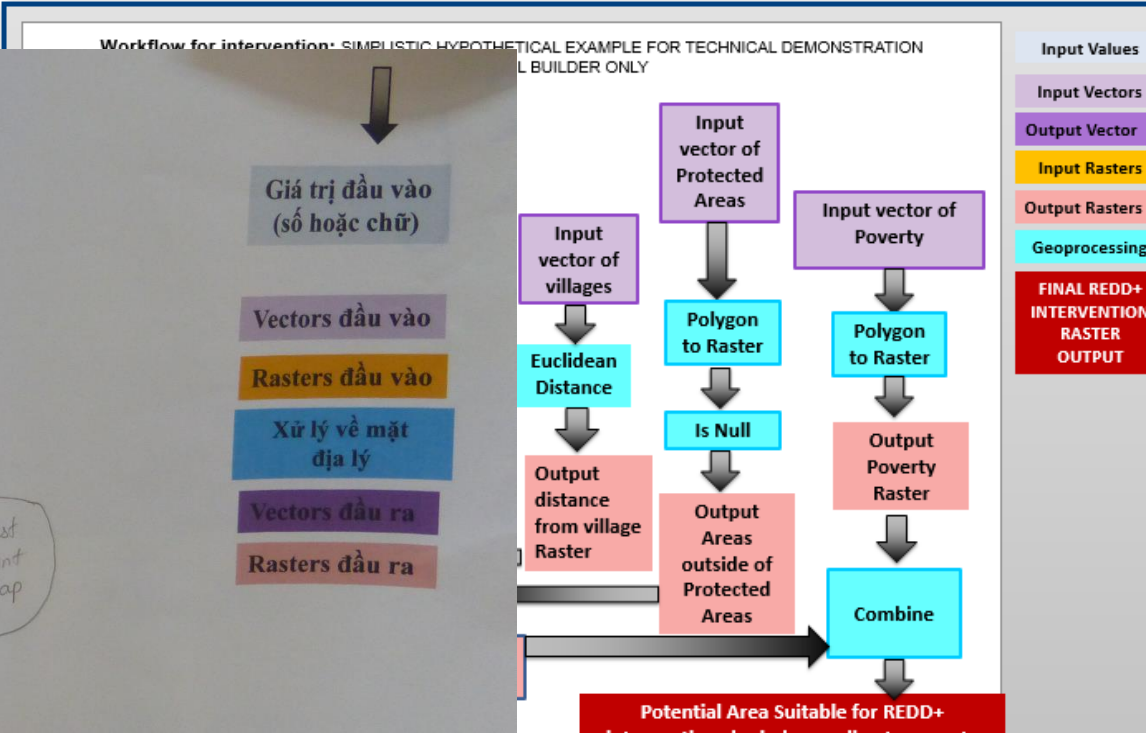 Workflow for intervention: SIMPLISTIC HYPOTHETICAL EXAMPLE FOR TECHNICAL DEMONSTRATION
L BUILDER ONLY
Giá trị đầu vào
(số hoặc chữ)
Vectors đầu vào
Rasters đầu vào
Xử lý về mặt
địa lý
Vectors đầu ra
Rasters đầu ra
st
nt
ap
Input
vector of
villages
Euclidean
Distance
Output
distance
from village
Raster
Input
vector of
Protected
Areas
Polygon
to Raster
Is Null
Output
Areas
outside of
Protected
Areas
Input vector of
Poverty
Polygon
to Raster
Output
Poverty
Raster
Combine
Potential Area Suitable for REDD+
Input Values
Input Vectors
Output Vector
Input Rasters
Output Rasters
Geoprocessing
FINAL REDD+
INTERVENTION
RASTER
OUTPUT